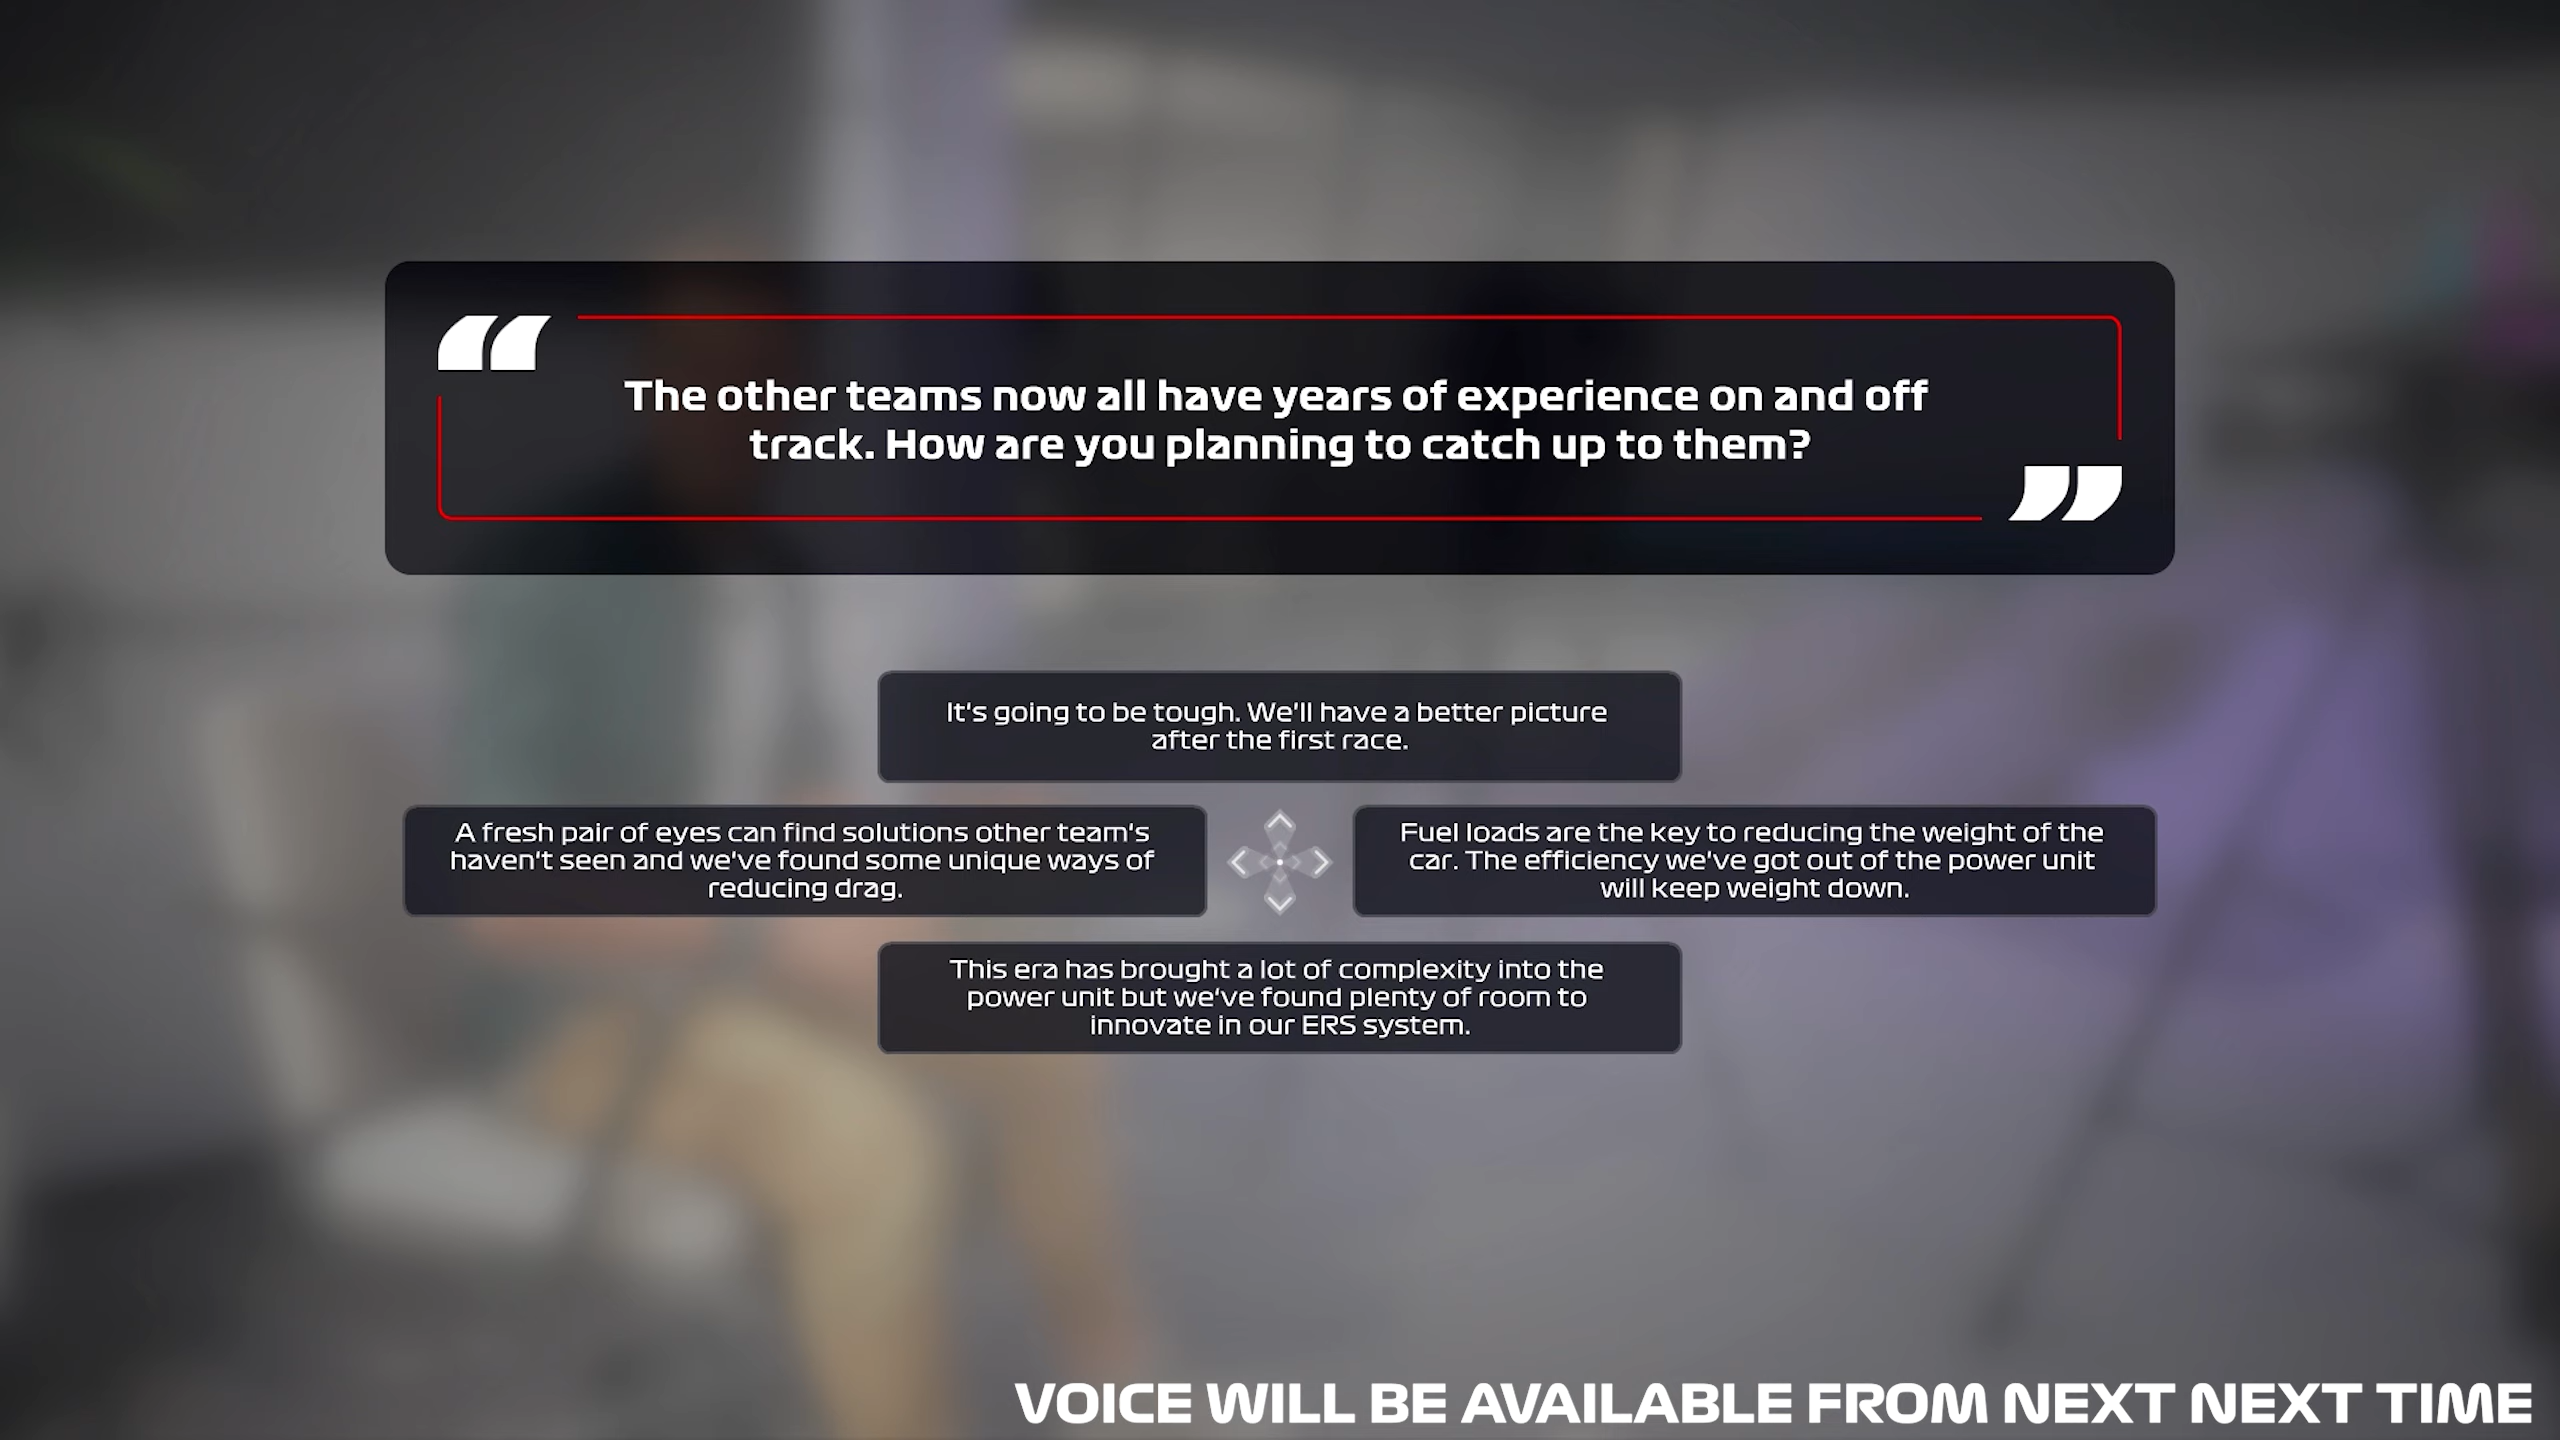 The other teams now all have years of experience on and off
track. How are you planning to catch up to them?
It's going to be tough. We'll have a better picture
after the first race.
A fresh pair of eyes can find solutions other team's
haven't seen and we've found some unique ways of
reducing drag.
Fuel loads are the key to reducing the weight of the
car. The efficiency we've got out of the power unit
will keep weight down.
This era has brought a lot of complexity into the
power unit but we've found plenty of room to
innovate in our ERS system.
VOICE WILL BE AVAILABLE FROM NEXT NEXT TIME